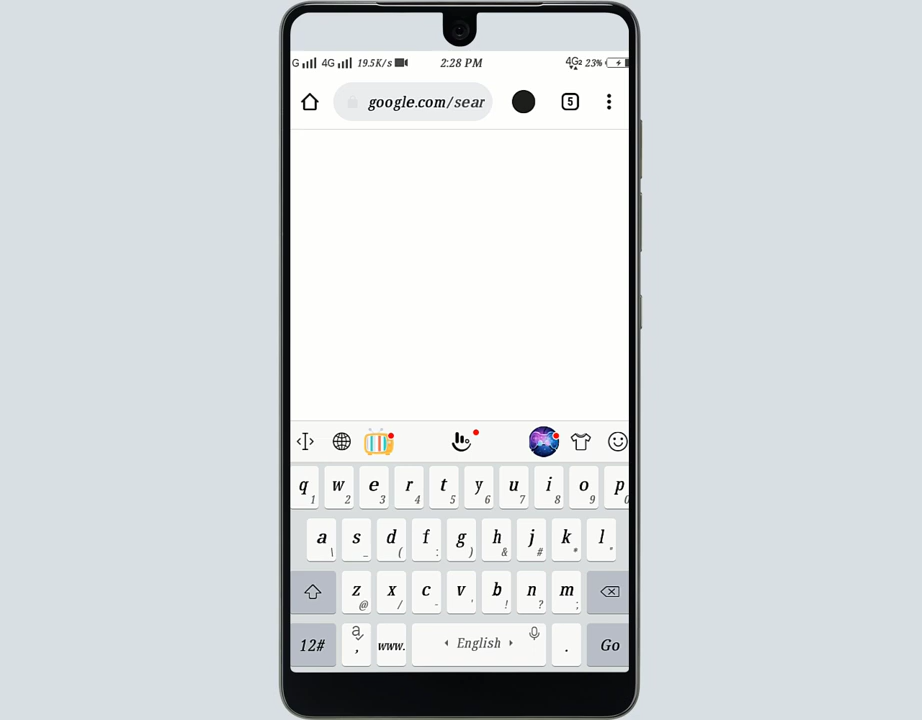 G 4G 19.5K/s 2:28 PM 4G2 23%
google.com/sear 5
q w e r t y u i o p
1 2 3 4 5 6 7 8 9 0
a s d f g h j k l
\ _ ( : ) & # * "
z x c v b n m
@ / - ' ! ? ;
12# a , www. English . Go